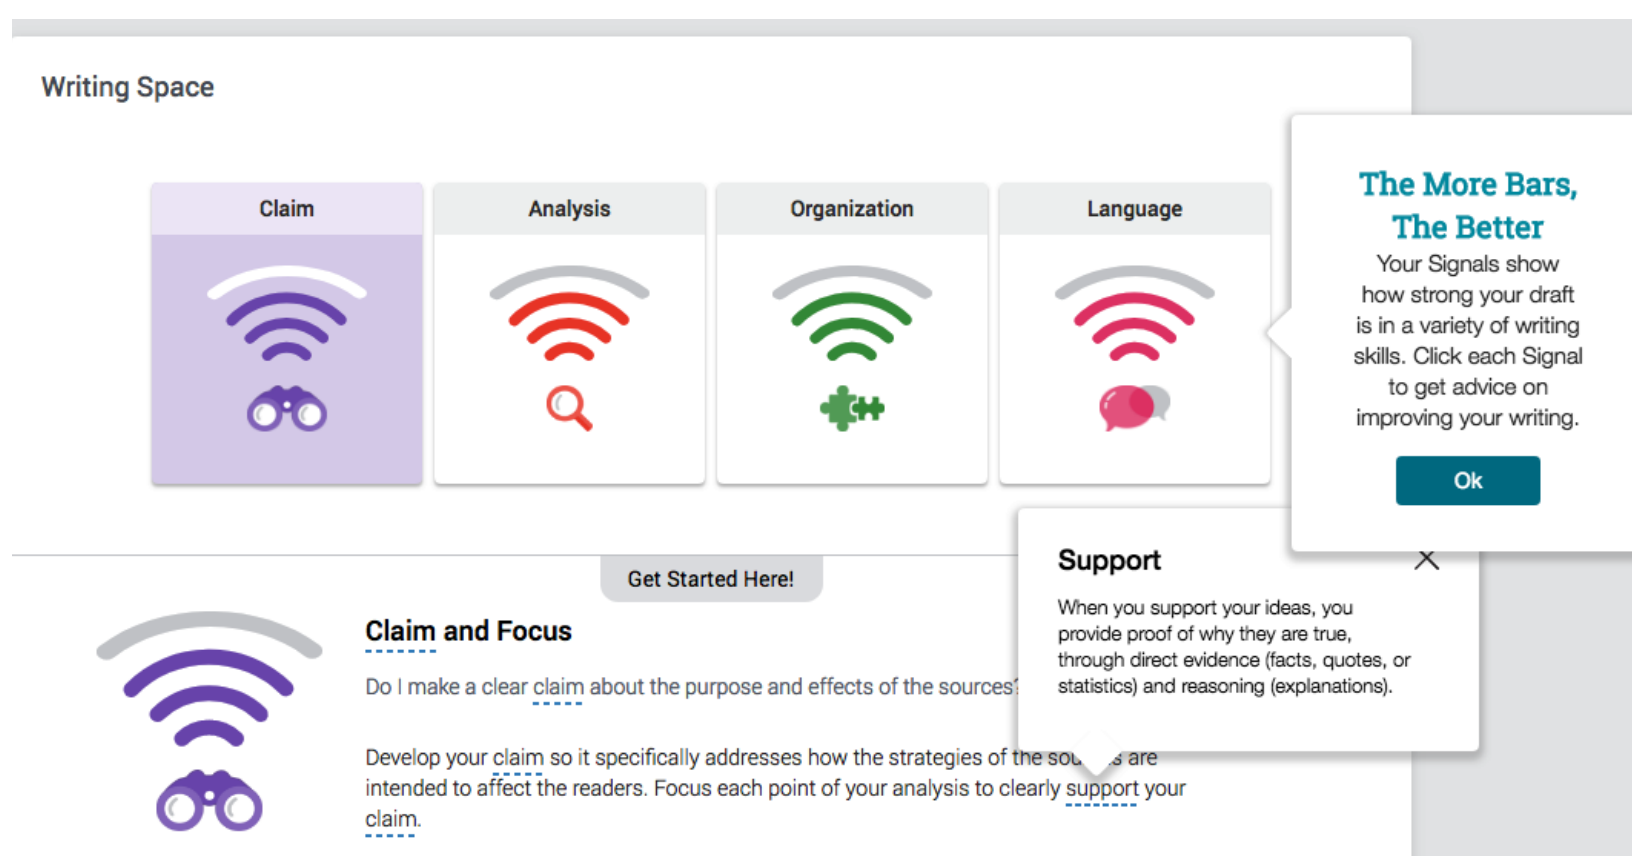 Writing Space
Claim
Analysis
Organization
Language
The More Bars,
The Better
Your Signals show
how strong your draft
is in a variety of writing
skills. Click each Signal
to get advice on
improving your writing.
Ok
Get Started Here!
Support
When you support your ideas, you
provide proof of why they are true,
through direct evidence (facts, quotes, or
statistics) and reasoning (explanations).
Claim and Focus
Do I make a clear claim about the purpose and effects of the sources?
Develop your claim so it specifically addresses how the strategies of the are
intended to affect the readers. Focus each point of your analysis to clearly support your
claim.